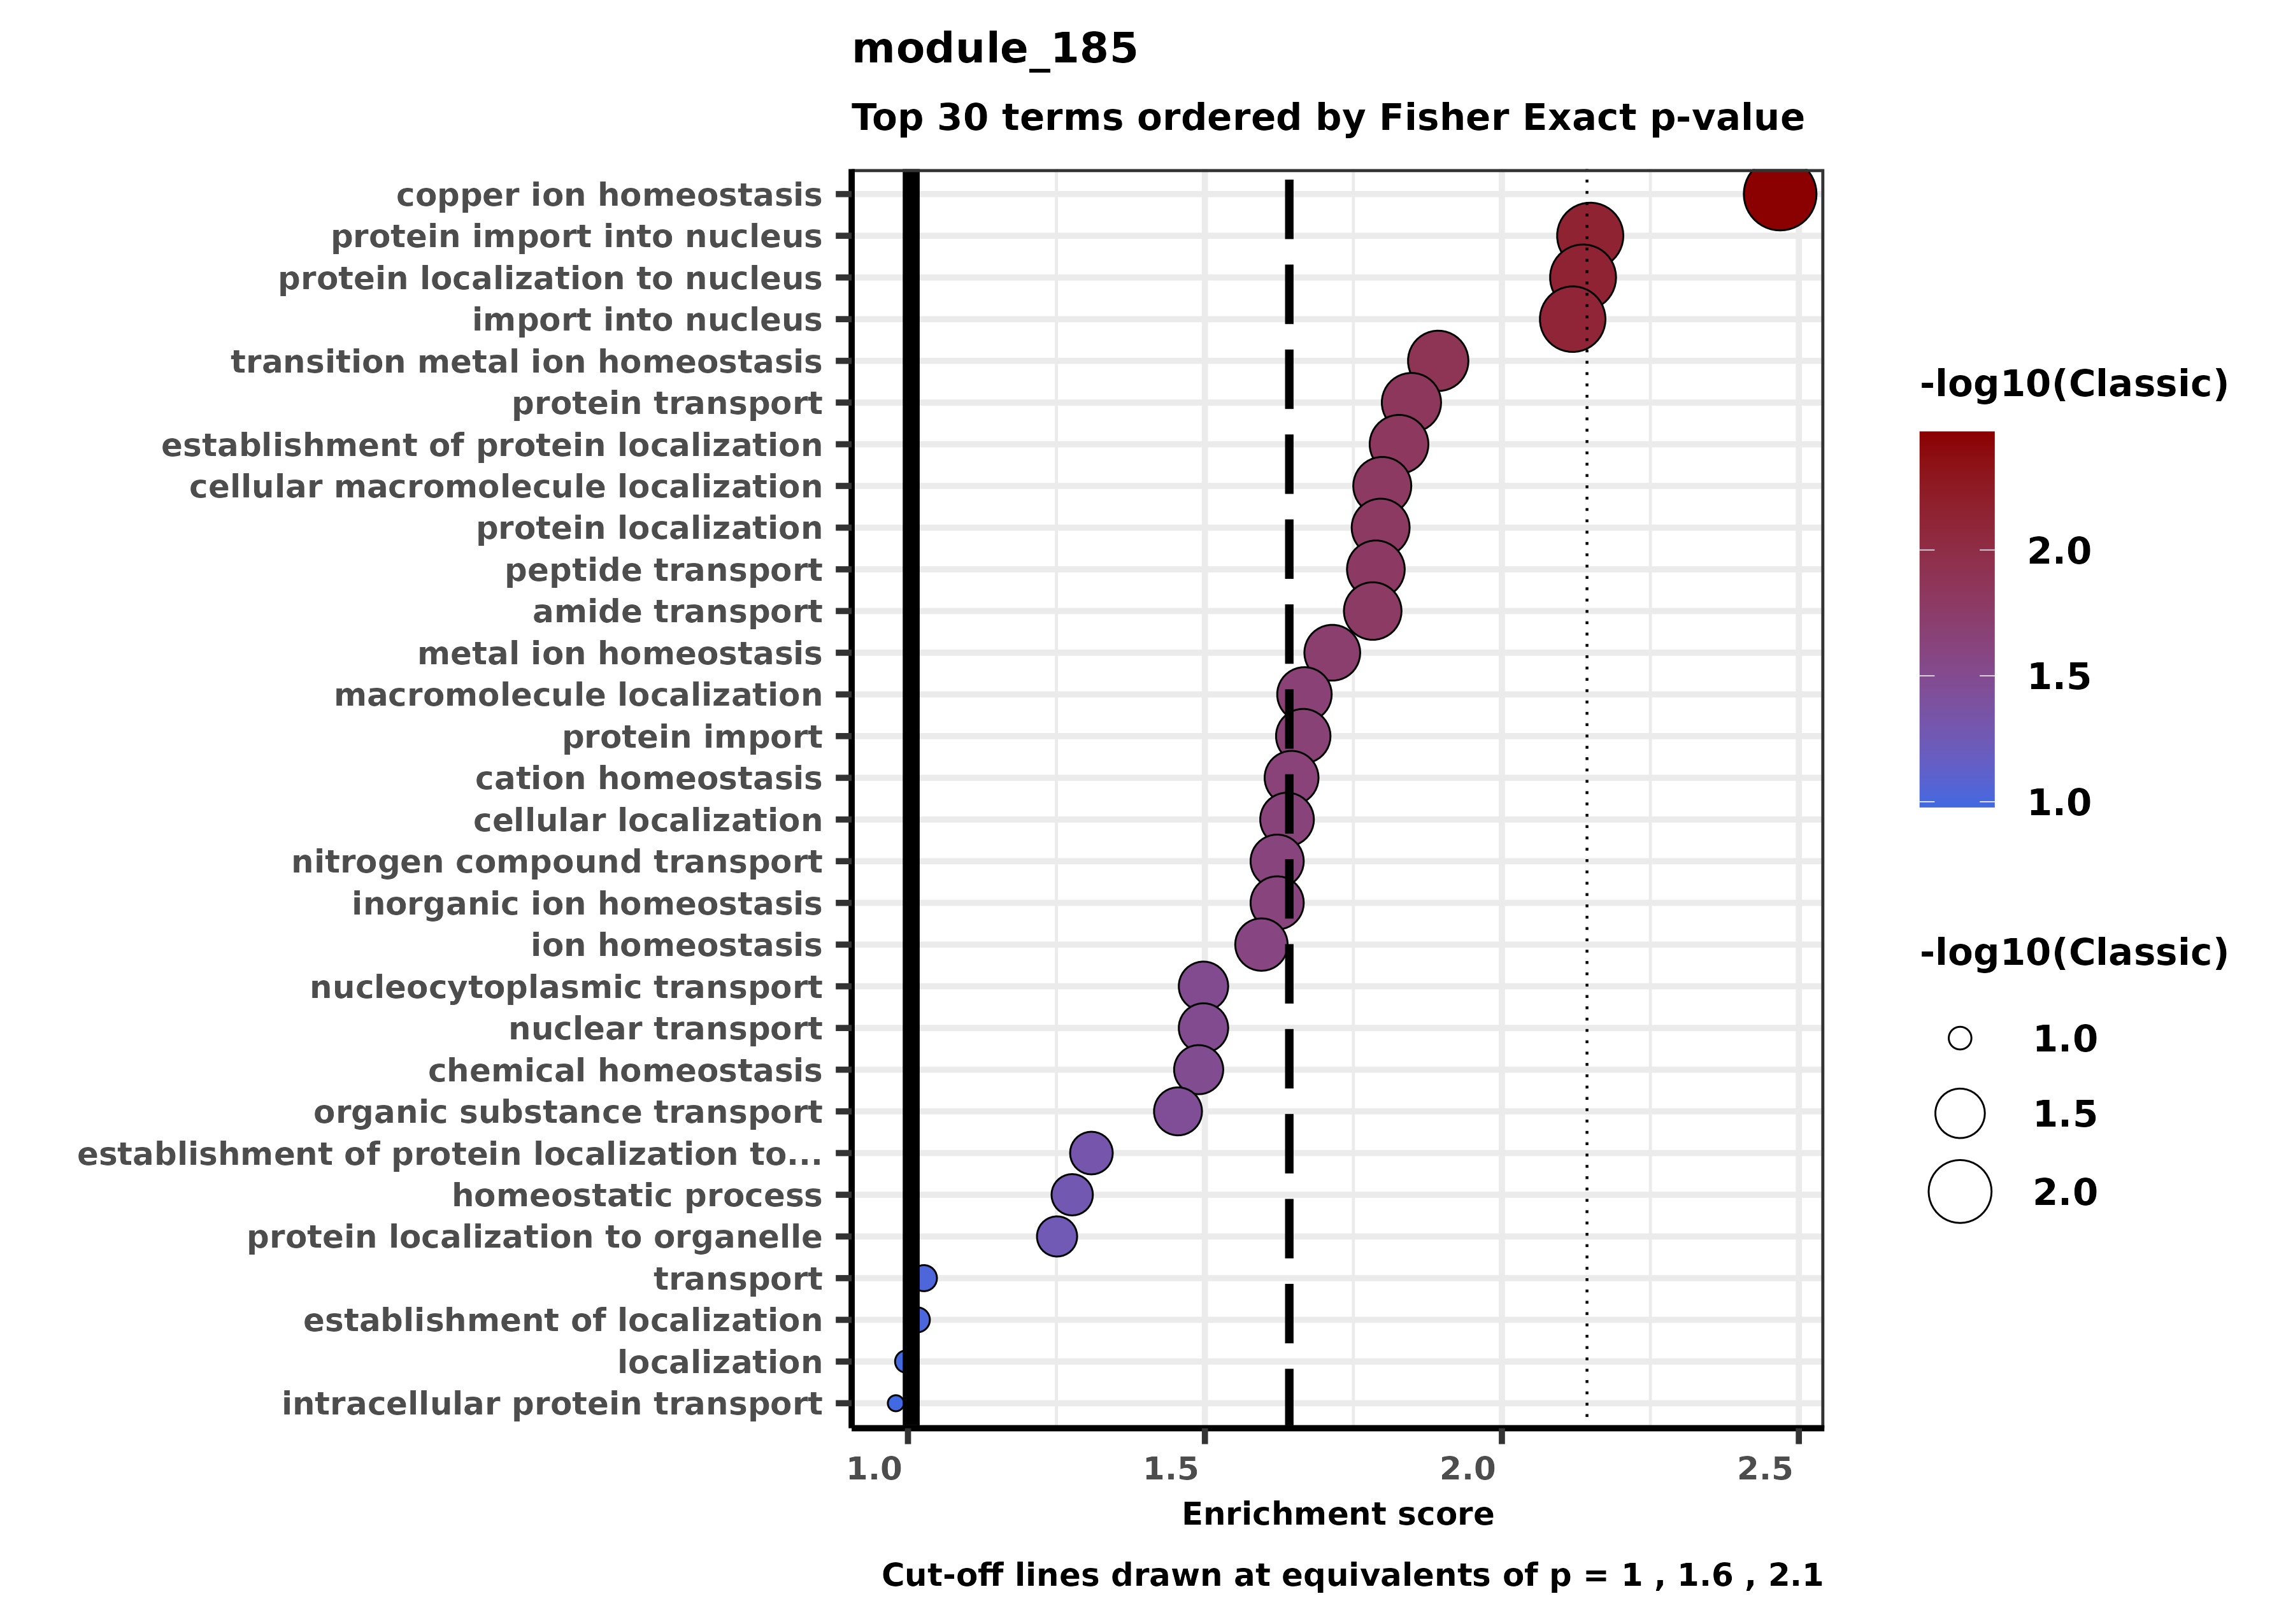 module_185
Top 30 terms ordered by Fisher Exact p-value
copper ion homeostasis
protein import into nucleus
protein localization to nucleus
import into nucleus
transition metal ion homeostasis
protein transport
establishment of protein localization
cellular macromolecule localization
protein localization
peptide transport
amide transport
metal ion homeostasis
macromolecule localization
protein import
cation homeostasis
cellular localization
nitrogen compound transport
inorganic ion homeostasis
ion homeostasis
nucleocytoplasmic transport
nuclear transport
chemical homeostasis
organic substance transport
establishment of protein localization to...
homeostatic process
protein localization to organelle
transport
establishment of localization
localization
intracellular protein transport
1.0 1.5 2.0 2.5
Enrichment score
Cut-off lines drawn at equivalents of p = 1 , 1.6 , 2.1
-log10(Classic)
2.0
1.5
1.0
-log10(Classic)
1.0
1.5
2.0